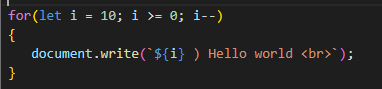 for(let i = 10; i >= 0; i--)
{
document.write(`${i} ) Hello world <br>`);
}